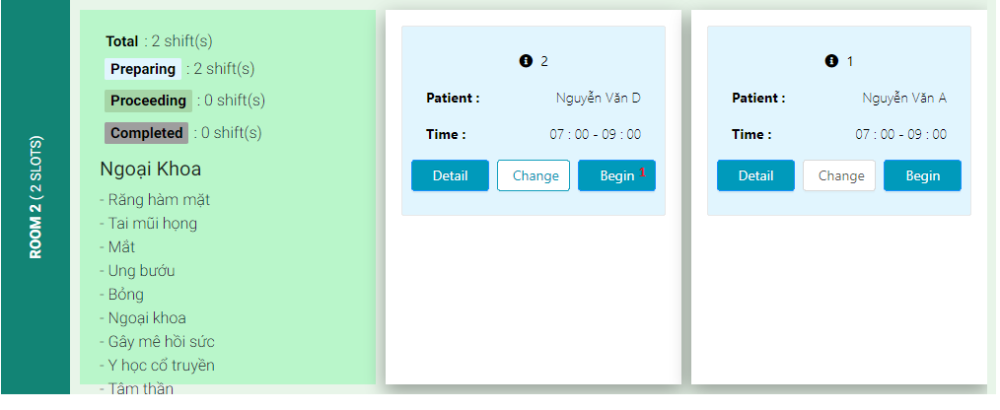 ROOM 2 ( 2 SLOTS)
Total : 2 shift(s)
Preparing : 2 shift(s)
Proceeding : 0 shift(s)
Completed : 0 shift(s)
Ngoại Khoa
- Răng hàm mặt
- Tai mũi họng
- Mắt
- Ung bướu
- Bỏng
- Ngoại khoa
- Gây mê hồi sức
- Y học cổ truyền
- Tâm thần
2
Patient : Nguyễn Văn D
Time : 07 : 00 - 09 : 00
Detail Change Begin 1
1
Patient : Nguyễn Văn A
Time : 07 : 00 - 09 : 00
Detail Change Begin